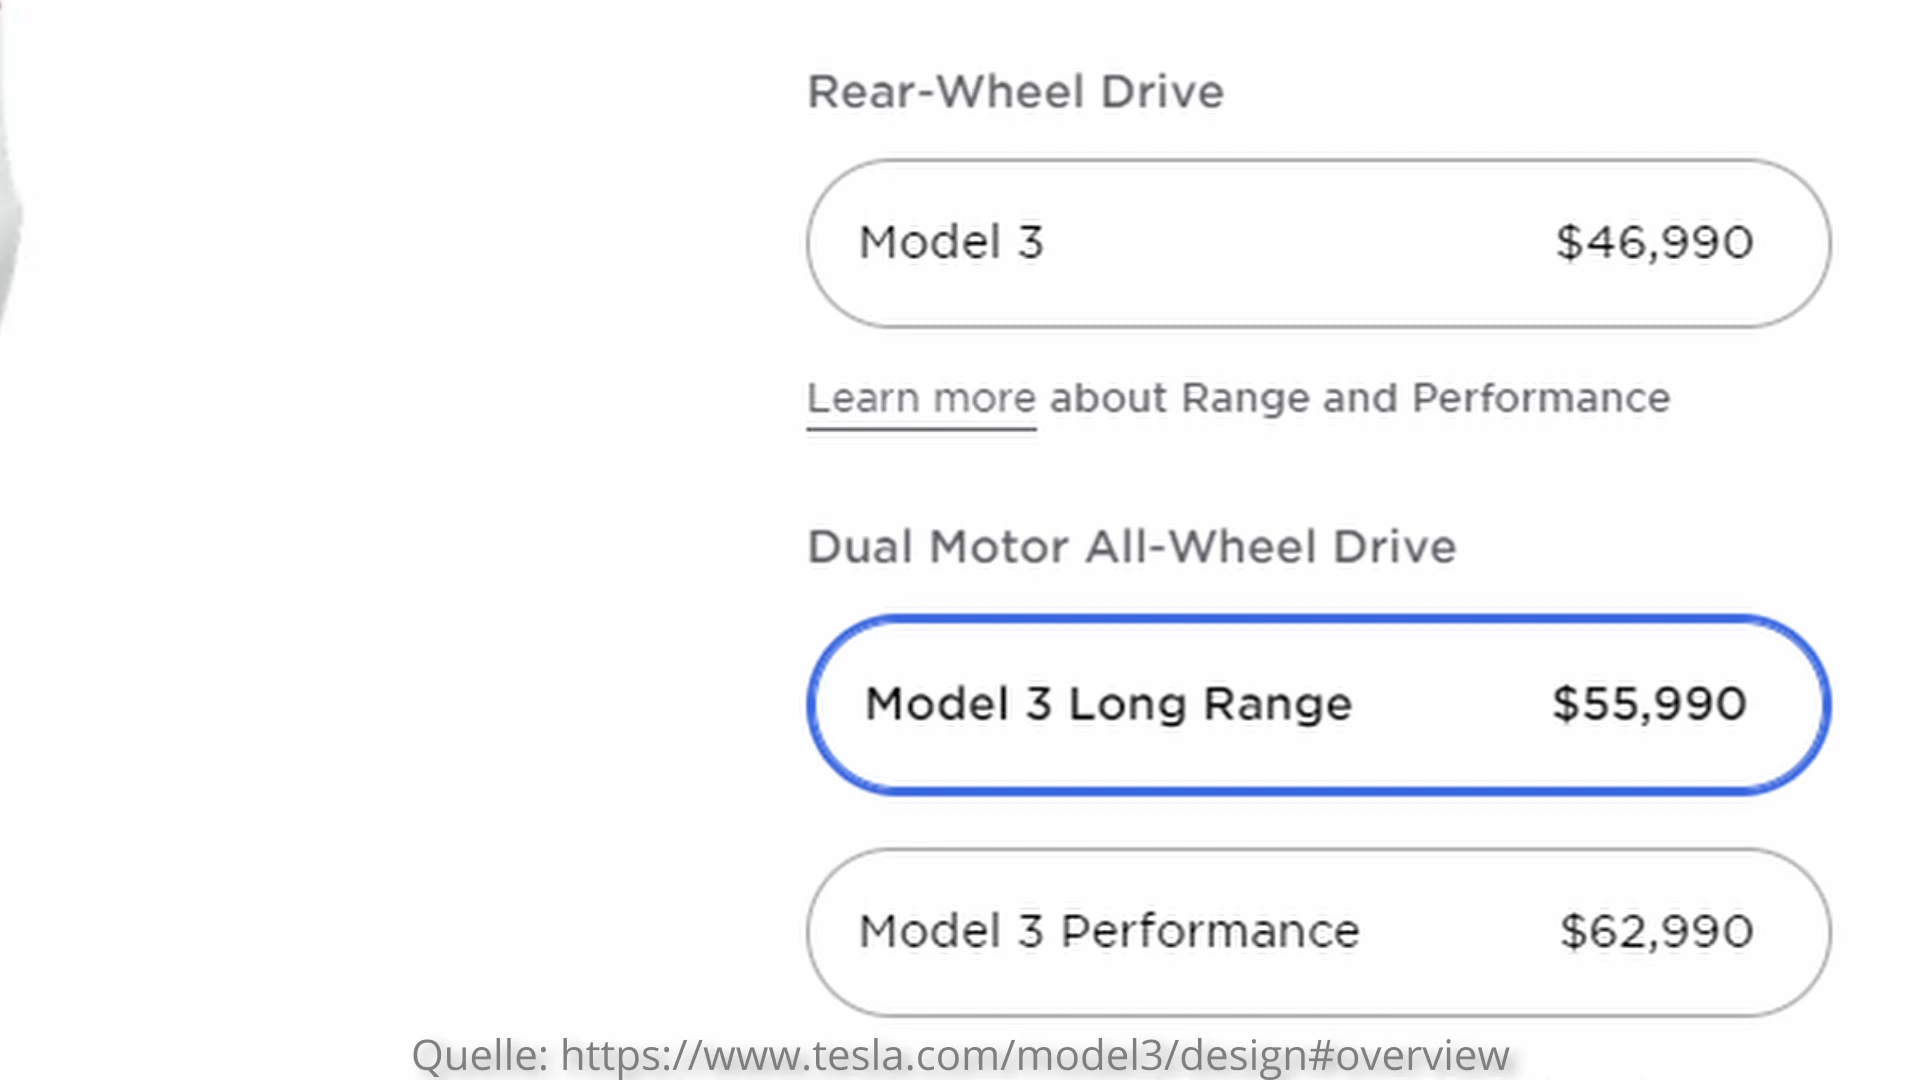 Rear-Wheel Drive
Model 3 $46,990
Learn more about Range and Performance
Dual Motor All-Wheel Drive
Model 3 Long Range $55,990
Model 3 Performance $62,990
Quelle: https://www.tesla.com/model3/design#overview